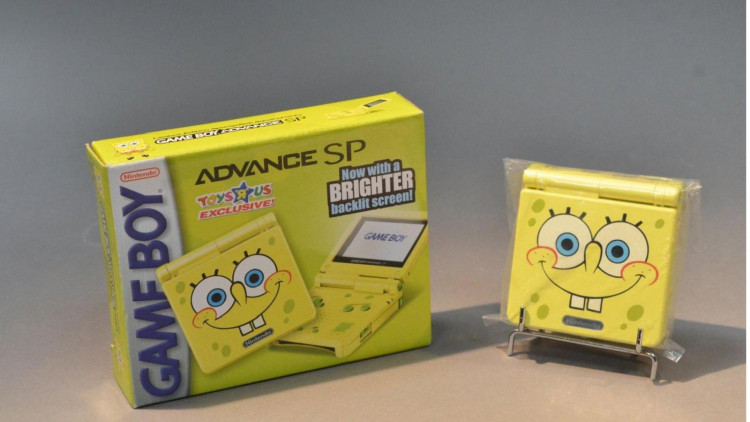 GAME BOY ADVANCE SP
Nintendo
GAME BOY
ADVANCE SP
TOYS R US
EXCLUSIVE!
Now with a
BRIGHTER
backlit screen!
GAME BOY
Nintendo
Nintendo